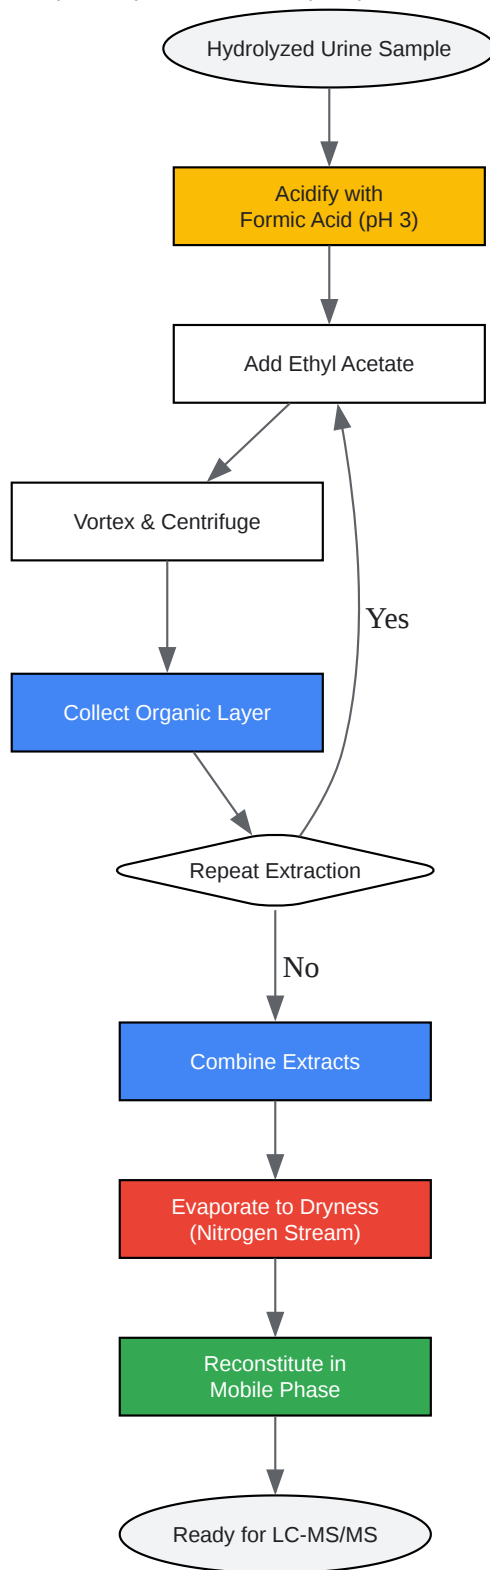 Hydrolyzed Urine Sample
Acidify with
Formic Acid (pH 3)
Add Ethyl Acetate
Vortex & Centrifuge
Yes
Collect Organic Layer
Repeat Extraction
No
Combine Extracts
Evaporate to Dryness
(Nitrogen Stream)
Reconstitute in
Mobile Phase
Ready for LC-MS/MS